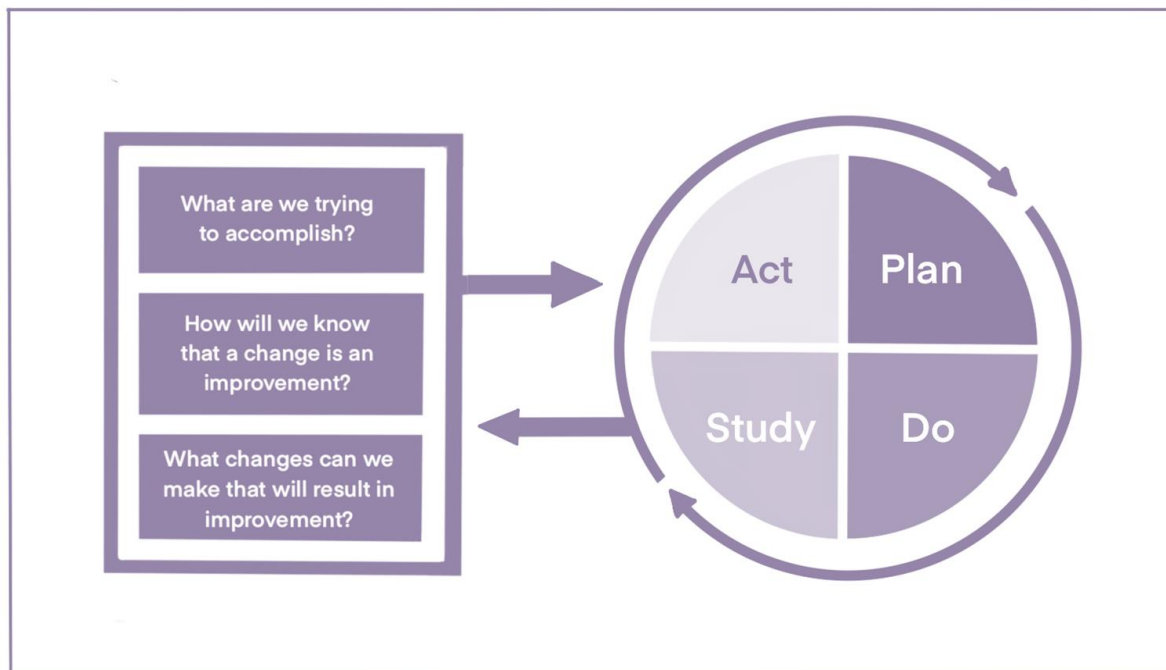 What are we trying
to accomplish?
How will we know
that a change is an
improvement?
What changes can we
make that will result in
improvement?
Act
Plan
Study
Do